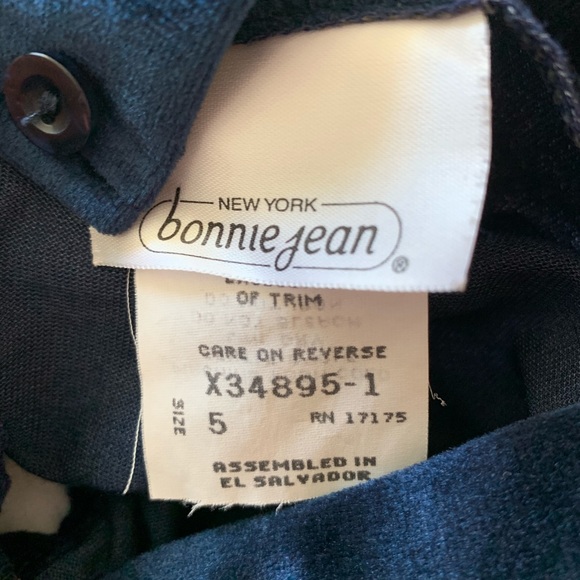 NEW YORK
bonnie jean
®
OF TRIM
CARE ON REVERSE
X34895-1
SIZE
5
RN 17175
ASSEMBLED IN
EL SALVADOR